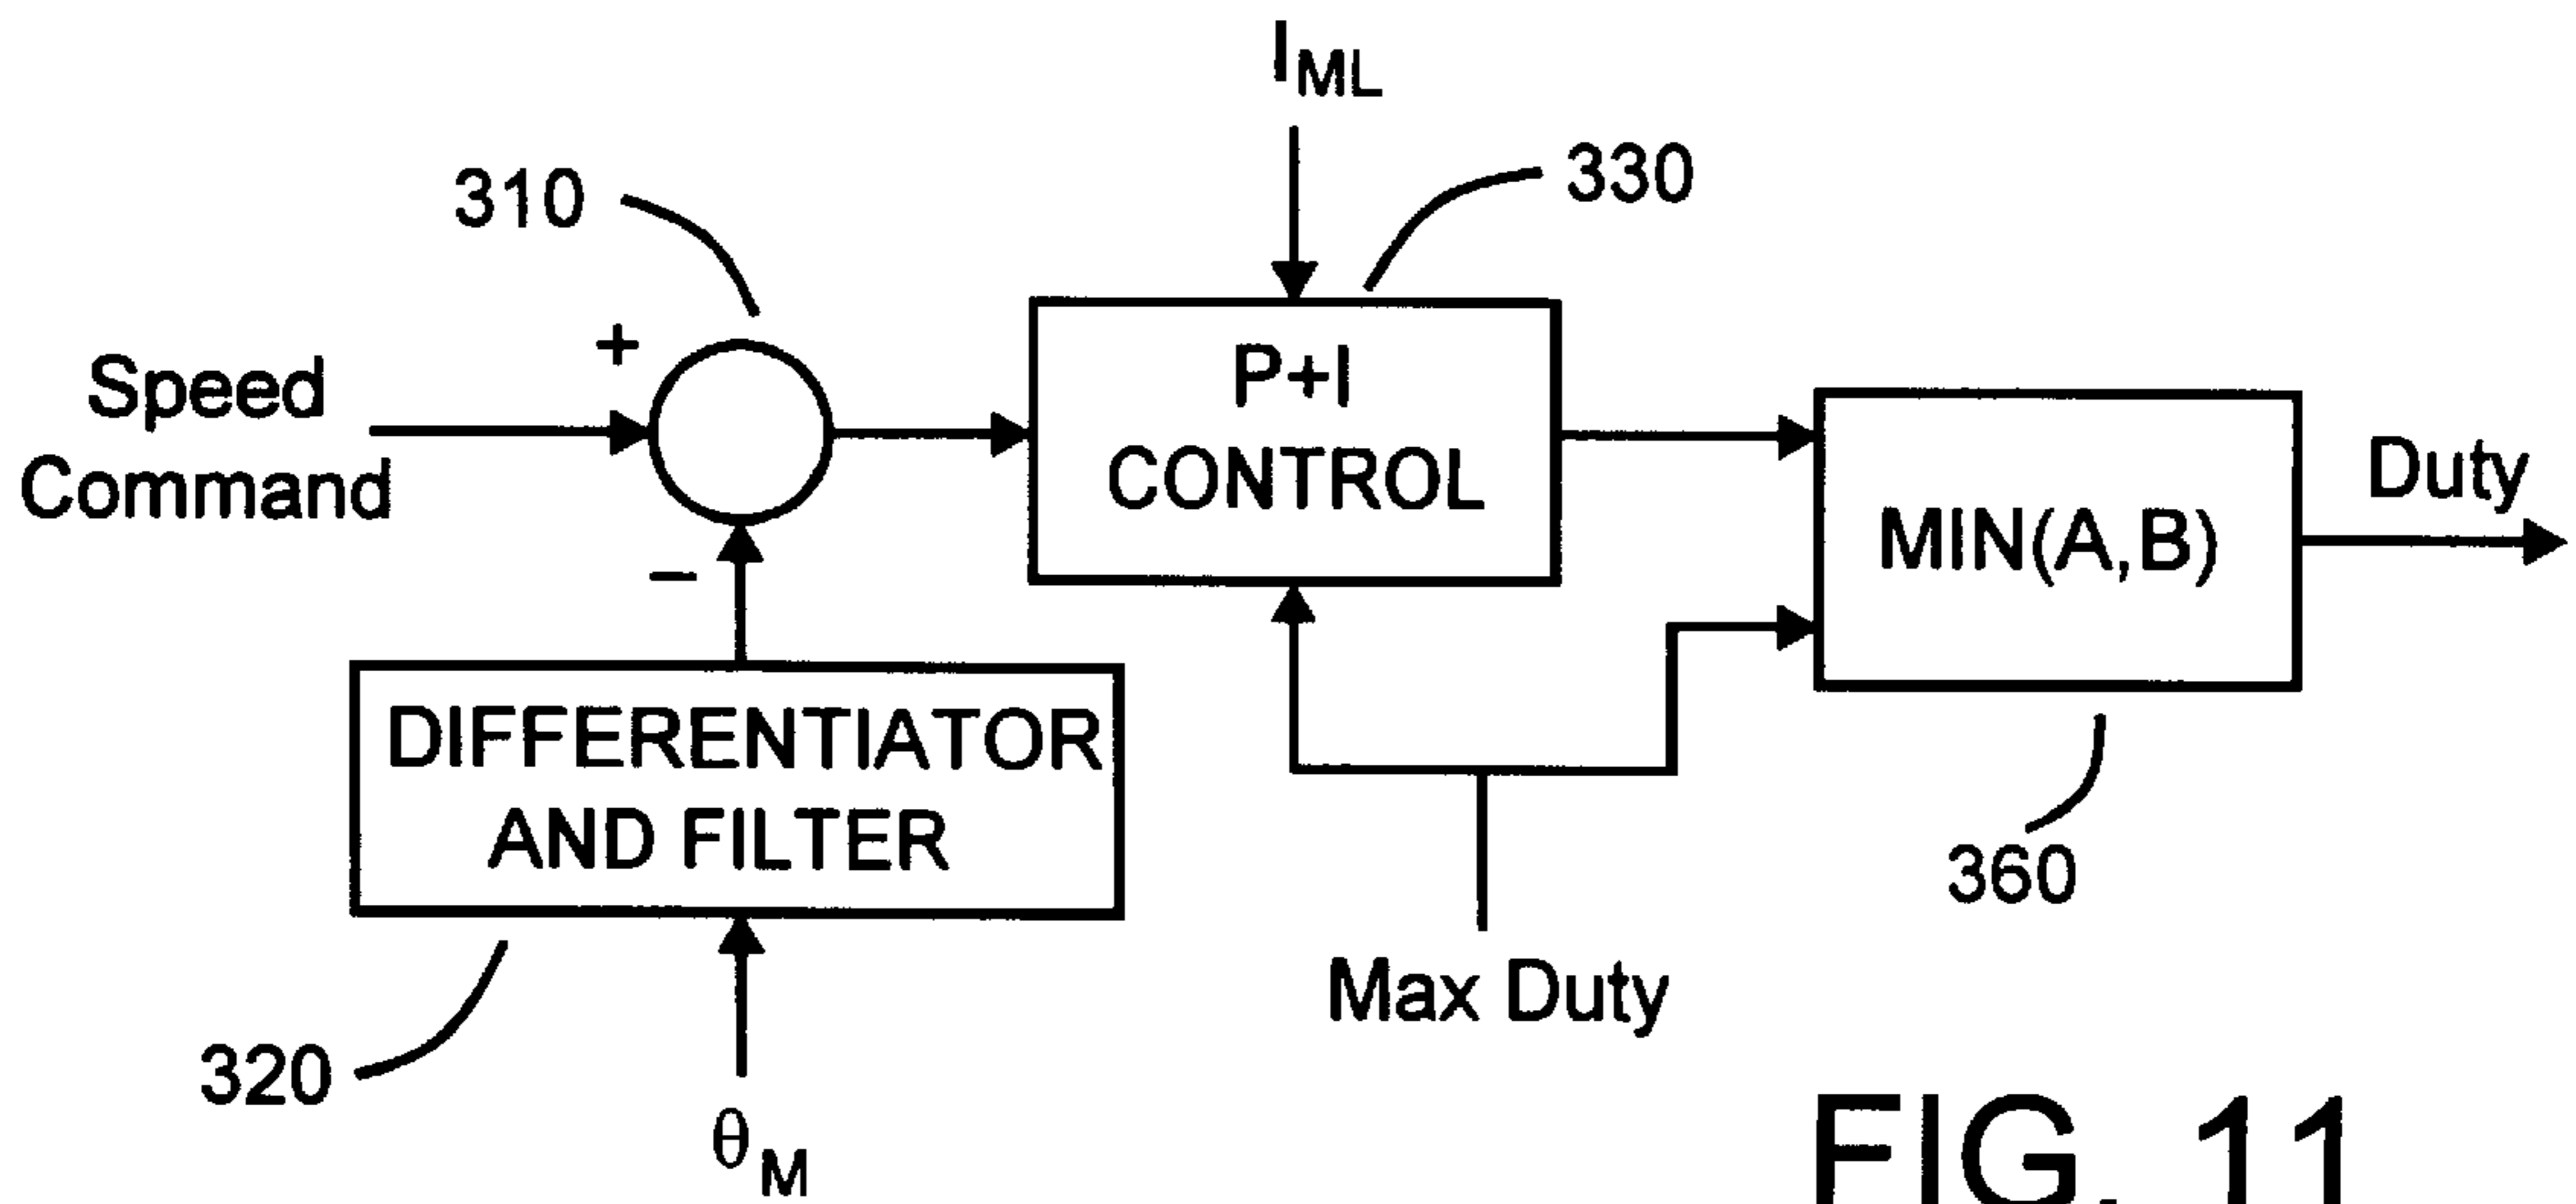 I_ML
330
310
+
Speed
Command
P+I
CONTROL
MIN(A,B)
Duty
−
DIFFERENTIATOR
AND FILTER
360
Max Duty
320
θ_M
FIG. 11